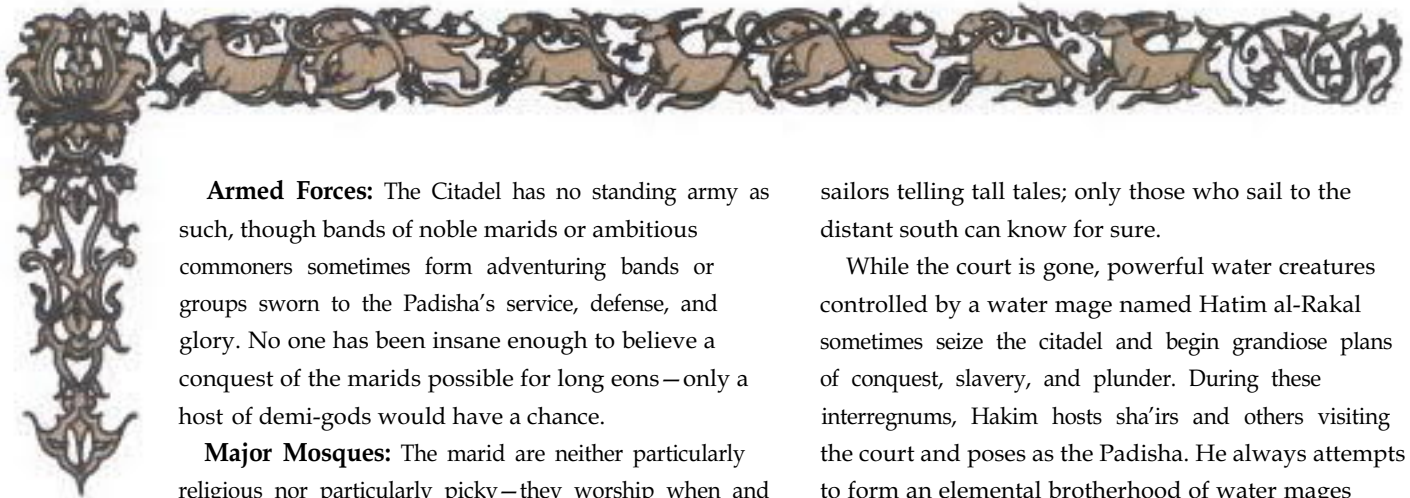 Armed Forces: The Citadel has no standing army as
such, though bands of noble marids or ambitious
commoners sometimes form adventuring bands or
groups sworn to the Padisha's service, defense, and
glory. No one has been insane enough to believe a
conquest of the marids possible for long eons—only a
host of demi-gods would have a chance.
Major Mosques: The marid are neither particularly
religious nor particularly picky—they worship when and
sailors telling tall tales; only those who sail to the
distant south can know for sure.
While the court is gone, powerful water creatures
controlled by a water mage named Hatim al-Rakal
sometimes seize the citadel and begin grandiose plans
of conquest, slavery, and plunder. During these
interregnums, Hakim hosts sha'irs and others visiting
the court and poses as the Padisha. He always attempts
to form an elemental brotherhood of water mages